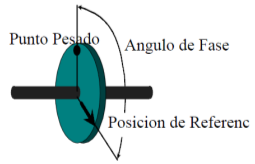 Punto Pesado
Angulo de Fase
Posicion de Referenc